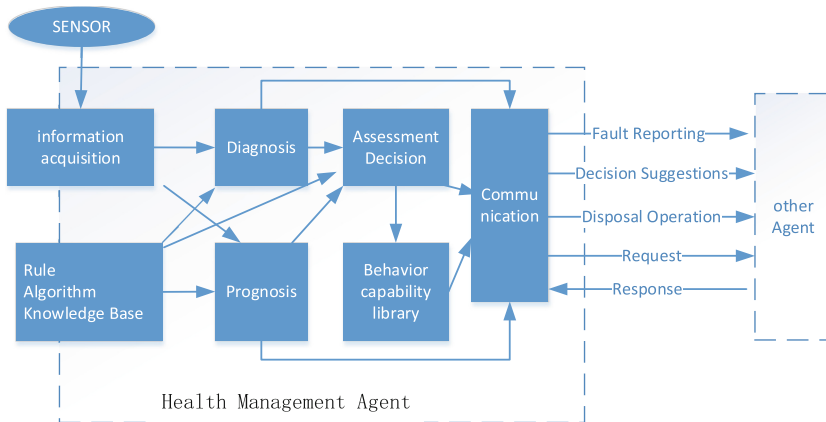 SENSOR
information
acquisition
Diagnosis
Assessment
Decision
Commu
nication
Rule
Algorithm
Knowledge Base
Prognosis
Behavior
capability
library
Fault Reporting
Decision Suggestions
Disposal Operation
Request
Response
other
Agent
Health Management Agent